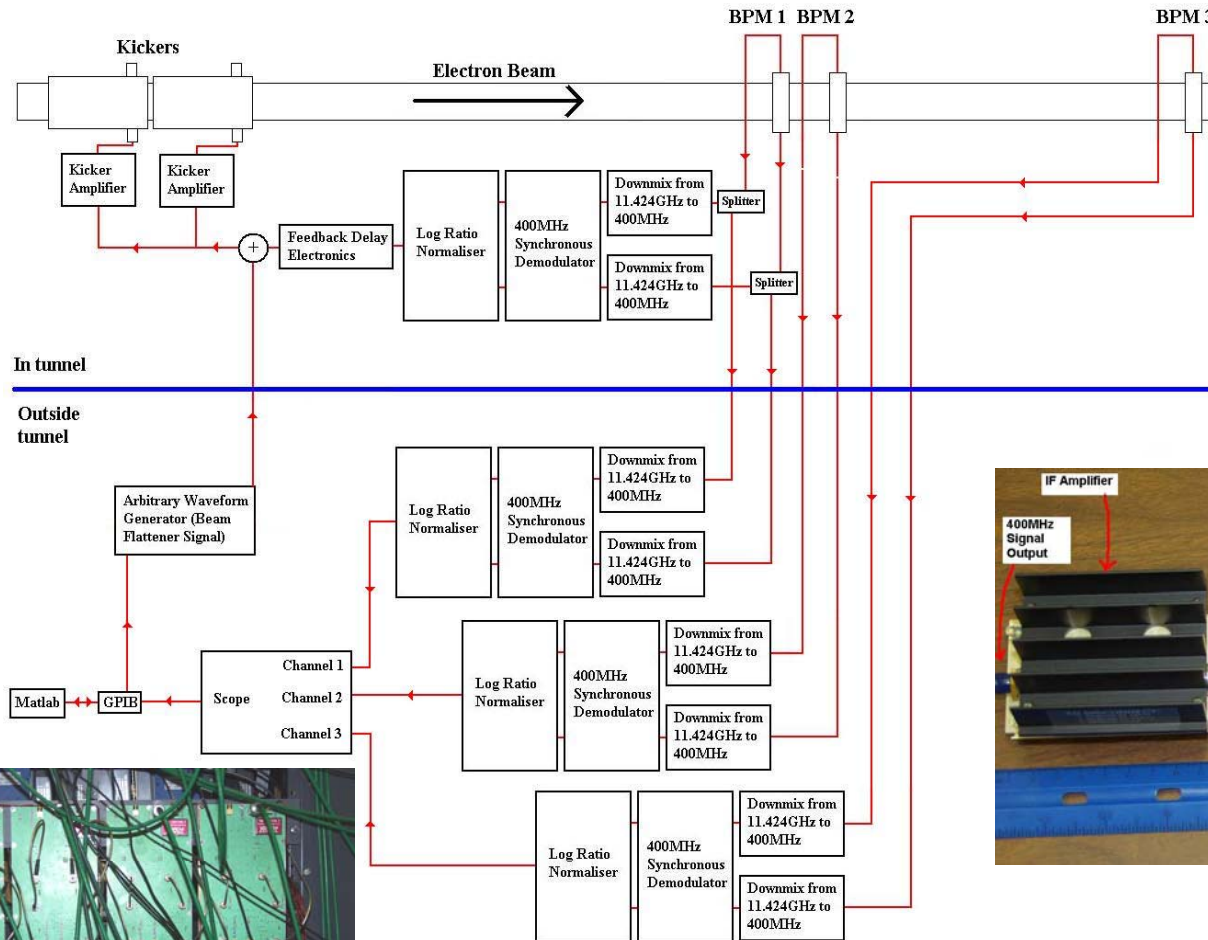 BPM 1
BPM 2
BPM 3
Kickers
Electron Beam
Kicker
Amplifier
Kicker
Amplifier
Feedback Delay
Electronics
Log Ratio
Normaliser
400MHz
Synchronous
Demodulator
Downmix from
11.424GHz to
400MHz
Downmix from
11.424GHz to
400MHz
Splitter
Splitter
+
In tunnel
Outside
tunnel
Arbitrary Waveform
Generator (Beam
Flattener Signal)
Log Ratio
Normaliser
400MHz
Synchronous
Demodulator
Downmix from
11.424GHz to
400MHz
Downmix from
11.424GHz to
400MHz
IF Amplifier
400MHz
Signal
Output
Matlab
GPIB
Scope
Channel 1
Channel 2
Channel 3
Log Ratio
Normaliser
400MHz
Synchronous
Demodulator
Downmix from
11.424GHz to
400MHz
Downmix from
11.424GHz to
400MHz
Log Ratio
Normaliser
400MHz
Synchronous
Demodulator
Downmix from
11.424GHz to
400MHz
Downmix from
11.424GHz to
400MHz